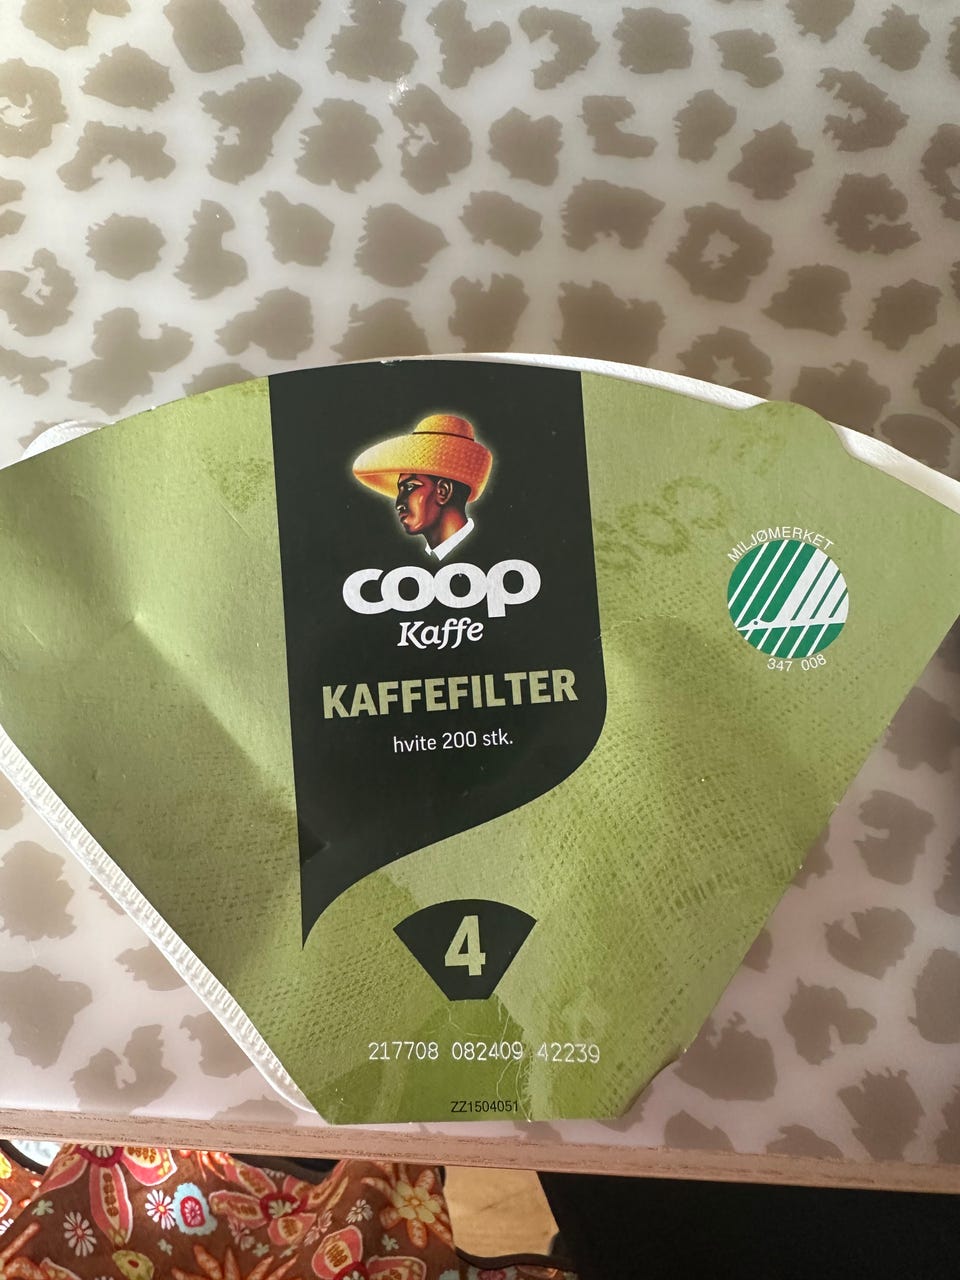 coop
Kaffe
KAFFEFILTER
hvite 200 stk.
MILJØMERKET
347 008
4
217708 082409 42239
ZZ1504051